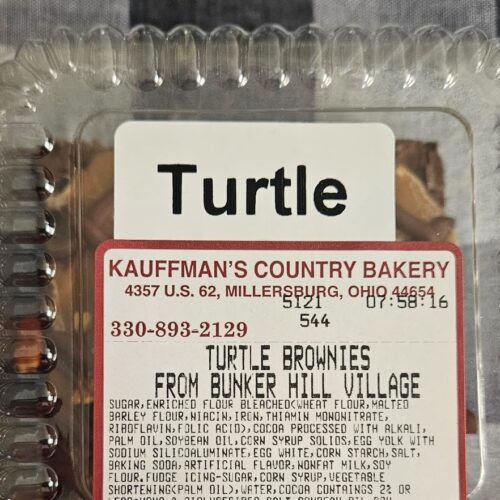 Turtle
KAUFFMAN'S COUNTRY BAKERY
4357 U.S. 62, MILLERSBURG, OHIO 44654
5121 07:58:16
544
330-893-2129
TURTLE BROWNIES
FROM BUNKER HILL VILLAGE
SUGAR,ENRICHED FLOUR BLEACHED(WHEAT FLOUR,MALTED
BARLEY FLOUR,NIACIN,IRON,THIAMIN MONONITRATE,
RIBOFLAVIN,FOLIC ACID),COCOA PROCESSED WITH ALKALI,
PALM OIL,SOYBEAN OIL,CORN SYRUP SOLIDS,EGG YOLK WITH
SODIUM SILICOALUMINATE,EGG WHITE,CORN STARCH,SALT,
BAKING SODA,ARTIFICIAL FLAVOR,NONFAT MILK,SOY
FLOUR,FUDGE ICING-SUGAR,CORN SYRUP,VEGETABLE
SHORTENING(PALM OIL),WATER,COCOA CONTAINS 2% OR